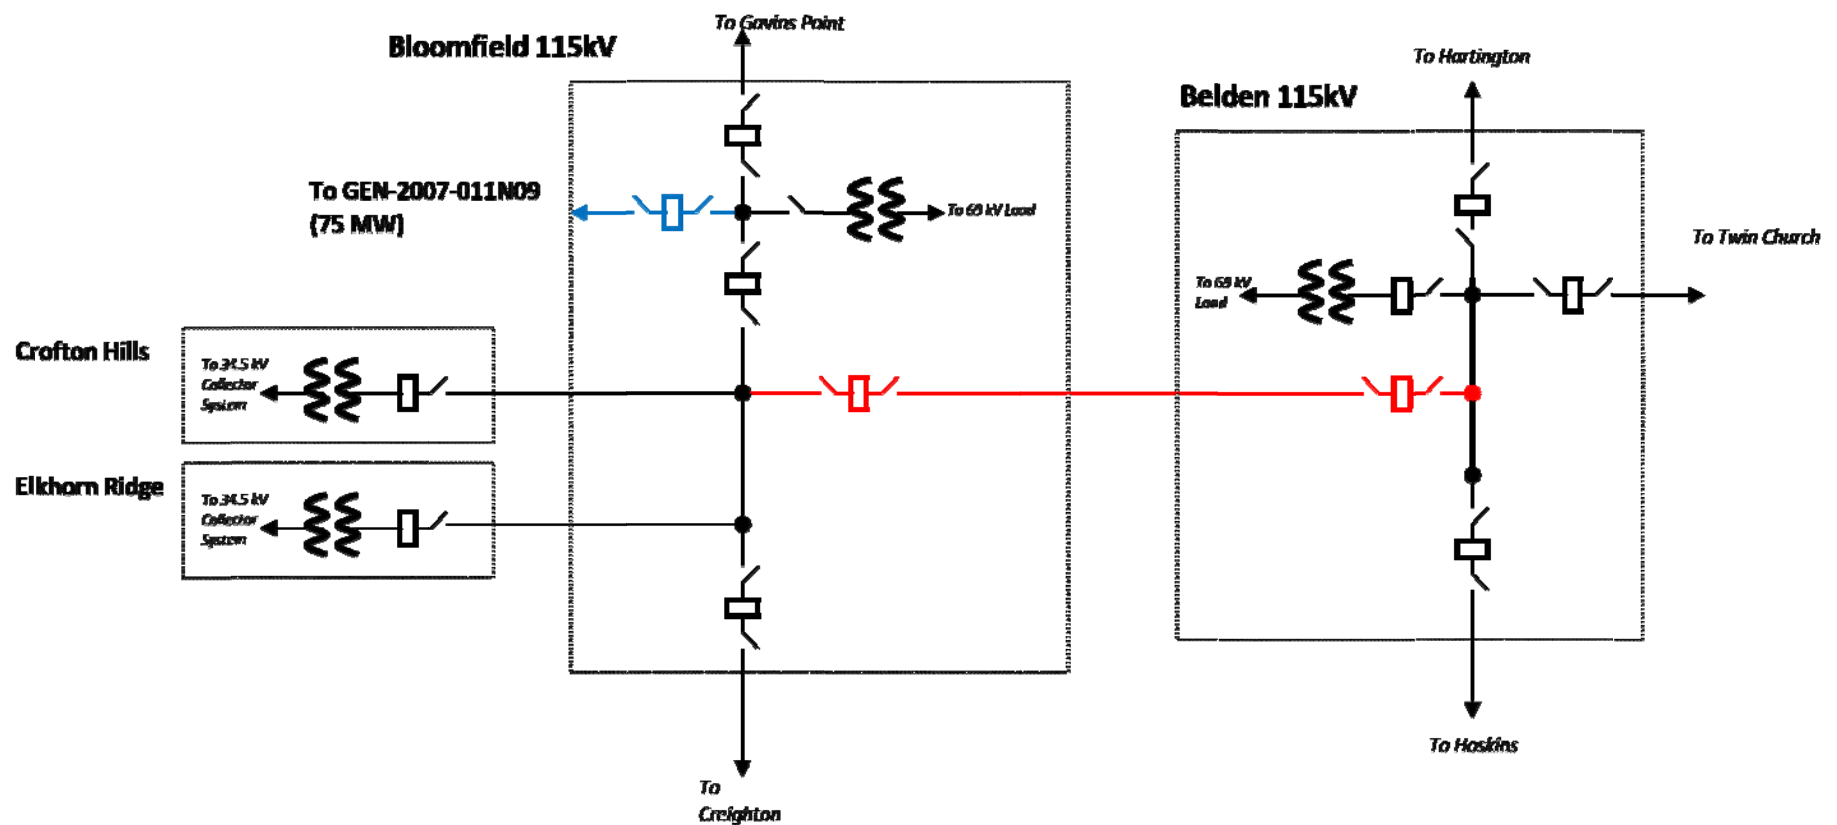 To Gavins Point
Bloomfield 115kV
To Hartington
Belden 115kV
To GEN-2007-011N09
(75 MW)
To 69 kV Load
To Twin Church
To 69 kV
Load
Crofton Hills
To 34.5 kV
Collector
System
Elkhorn Ridge
To 34.5 kV
Collector
System
To Hoskins
To
Creighton